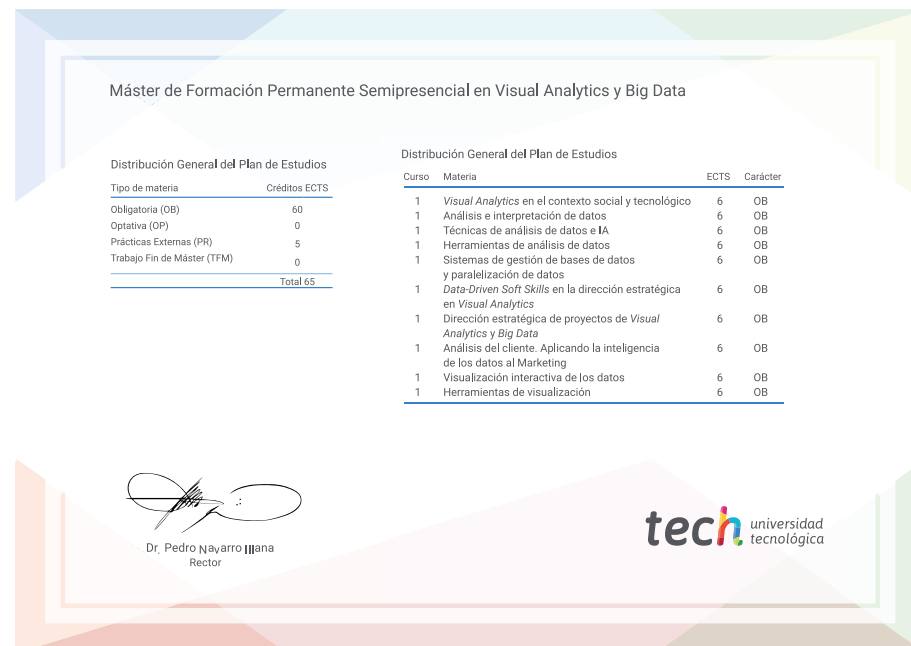 Máster de Formación Permanente Semipresencial en Visual Analytics y Big Data
Distribución General del Plan de Estudios
Tipo de materia Créditos ECTS
Obligatoria (OB) 60
Optativa (OP) 0
Prácticas Externas (PR) 5
Trabajo Fin de Máster (TFM) 0
Total 65
Distribución General del Plan de Estudios
Curso Materia ECTS Carácter
1 Visual Analytics en el contexto social y tecnológico 6 OB
1 Análisis e interpretación de datos 6 OB
1 Técnicas de análisis de datos e IA 6 OB
1 Herramientas de análisis de datos 6 OB
1 Sistemas de gestión de bases de datos 6 OB
y paralelización de datos
1 Data-Driven Soft Skills en la dirección estratégica 6 OB
en Visual Analytics
1 Dirección estratégica de proyectos de Visual 6 OB
Analytics y Big Data
1 Análisis del cliente. Aplicando la inteligencia 6 OB
de los datos al Marketing
1 Visualización interactiva de los datos 6 OB
1 Herramientas de visualización 6 OB
Dr. Pedro Navarro Illana
Rector
tech universidad
tecnológica